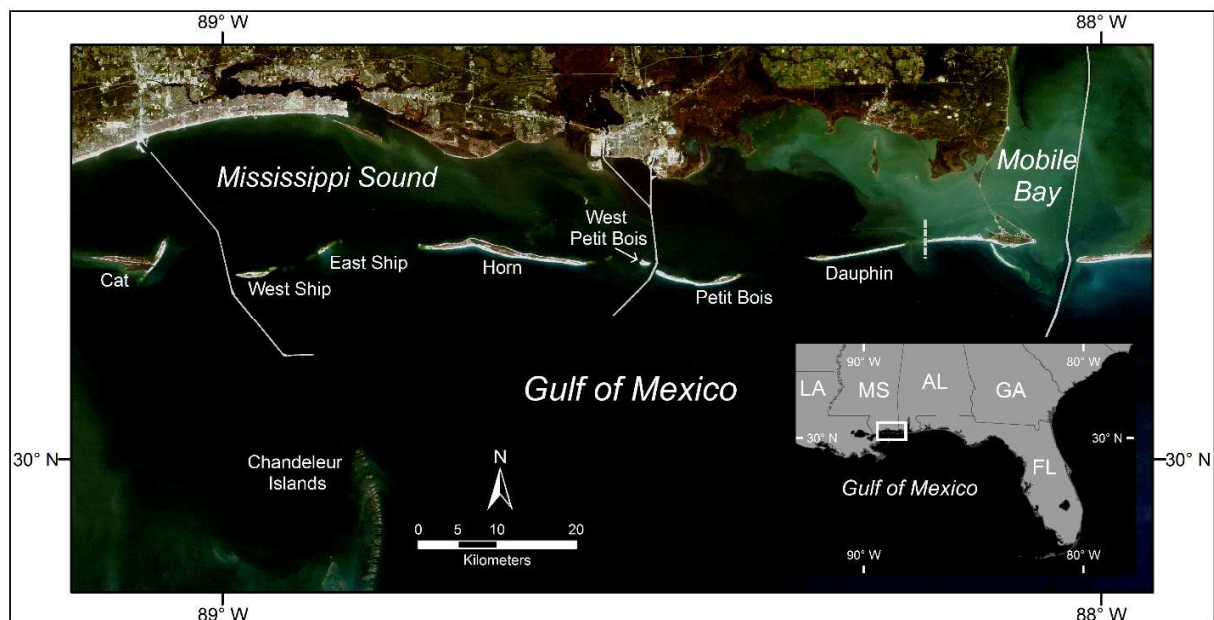 89° W
88° W
Mississippi Sound
Mobile
Bay
West
Petit Bois
Cat
West Ship
East Ship
Horn
Petit Bois
Dauphin
Gulf of Mexico
30° N
30° N
Chandeleur
Islands
N
0 5 10 20
Kilometers
90° W
80° W
LA
MS
AL
GA
30° N
30° N
FL
Gulf of Mexico
90° W
80° W
89° W
88° W